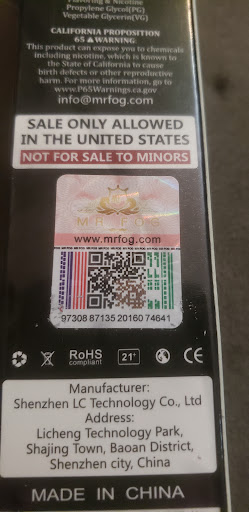 Flavoring & Nicotine
Propylene Glycol(PG)
Vegetable Glycerin(VG)
CALIFORNIA PROPOSITION
65 ▲WARNING
This product can expose you to chemicals
including Nicotine, which is known to
the State of California to cause
birth defects or other reproductive
harm. For more information, go to
www.P65Warnings.ca.gov
info@mrfog.com
SALE ONLY ALLOWED
IN THE UNITED STATES
NOT FOR SALE TO MINORS
MR FOG
www.mrfog.com
97308 87135 20160 74641
RoHS
compliant
21+
CE
Manufacturer:
Shenzhen LC Technology Co., Ltd
Address:
Licheng Technology Park,
Shajing Town, Baoan District,
Shenzhen city, China
MADE IN CHINA